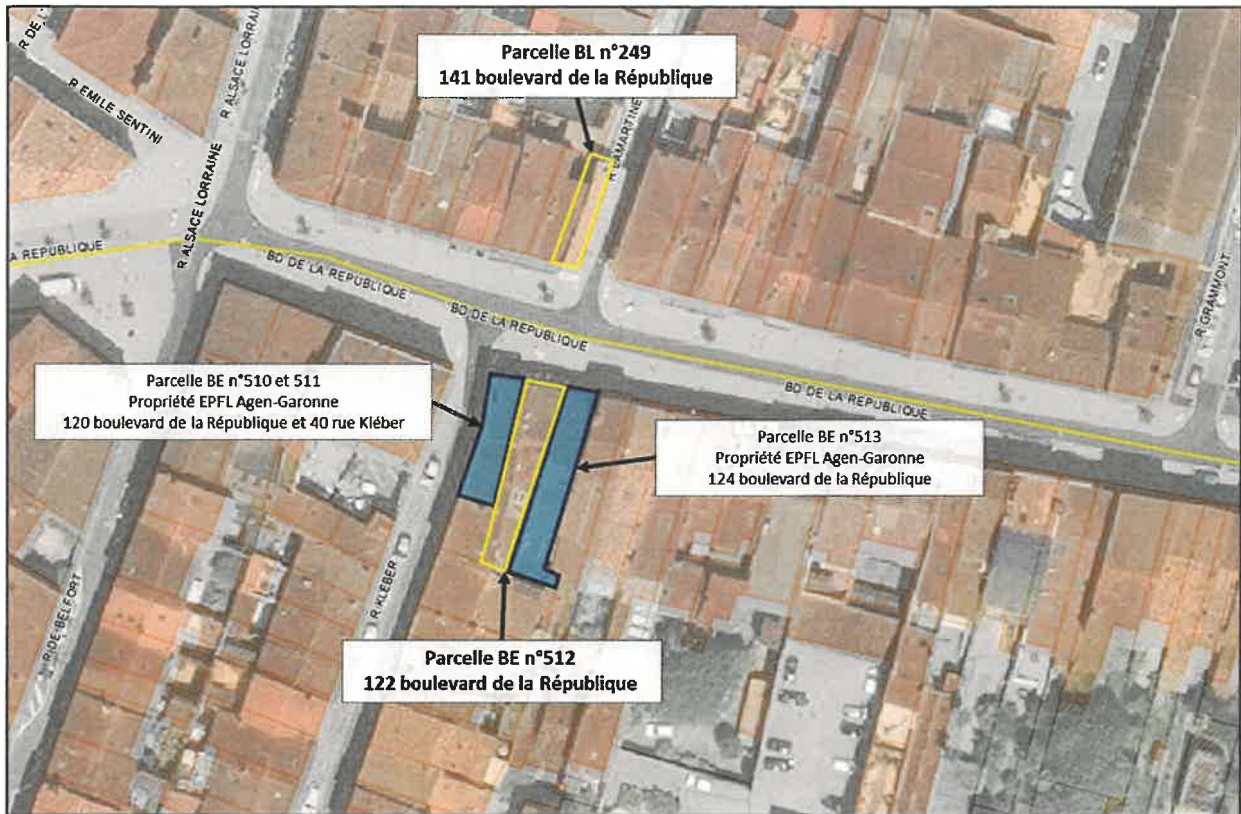 R DE L
R EMILE SENTINI
R ALSACE LORRAINE
R ALSACE LORRAINE
Parcelle BL n°249
141 boulevard de la République
R LAMARTINE
A REPUBLIQUE
BD DE LA REPUBLIQUE
BD DE LA REPUBLIQUE
BD DE LA REPUBLIQUE
R GRAMMONT
Parcelle BE n°510 et 511
Propriété EPFL Agen-Garonne
120 boulevard de la République et 40 rue Kléber
Parcelle BE n°513
Propriété EPFL Agen-Garonne
124 boulevard de la République
R DE BELFORT
R KLÉBER
Parcelle BE n°512
122 boulevard de la République